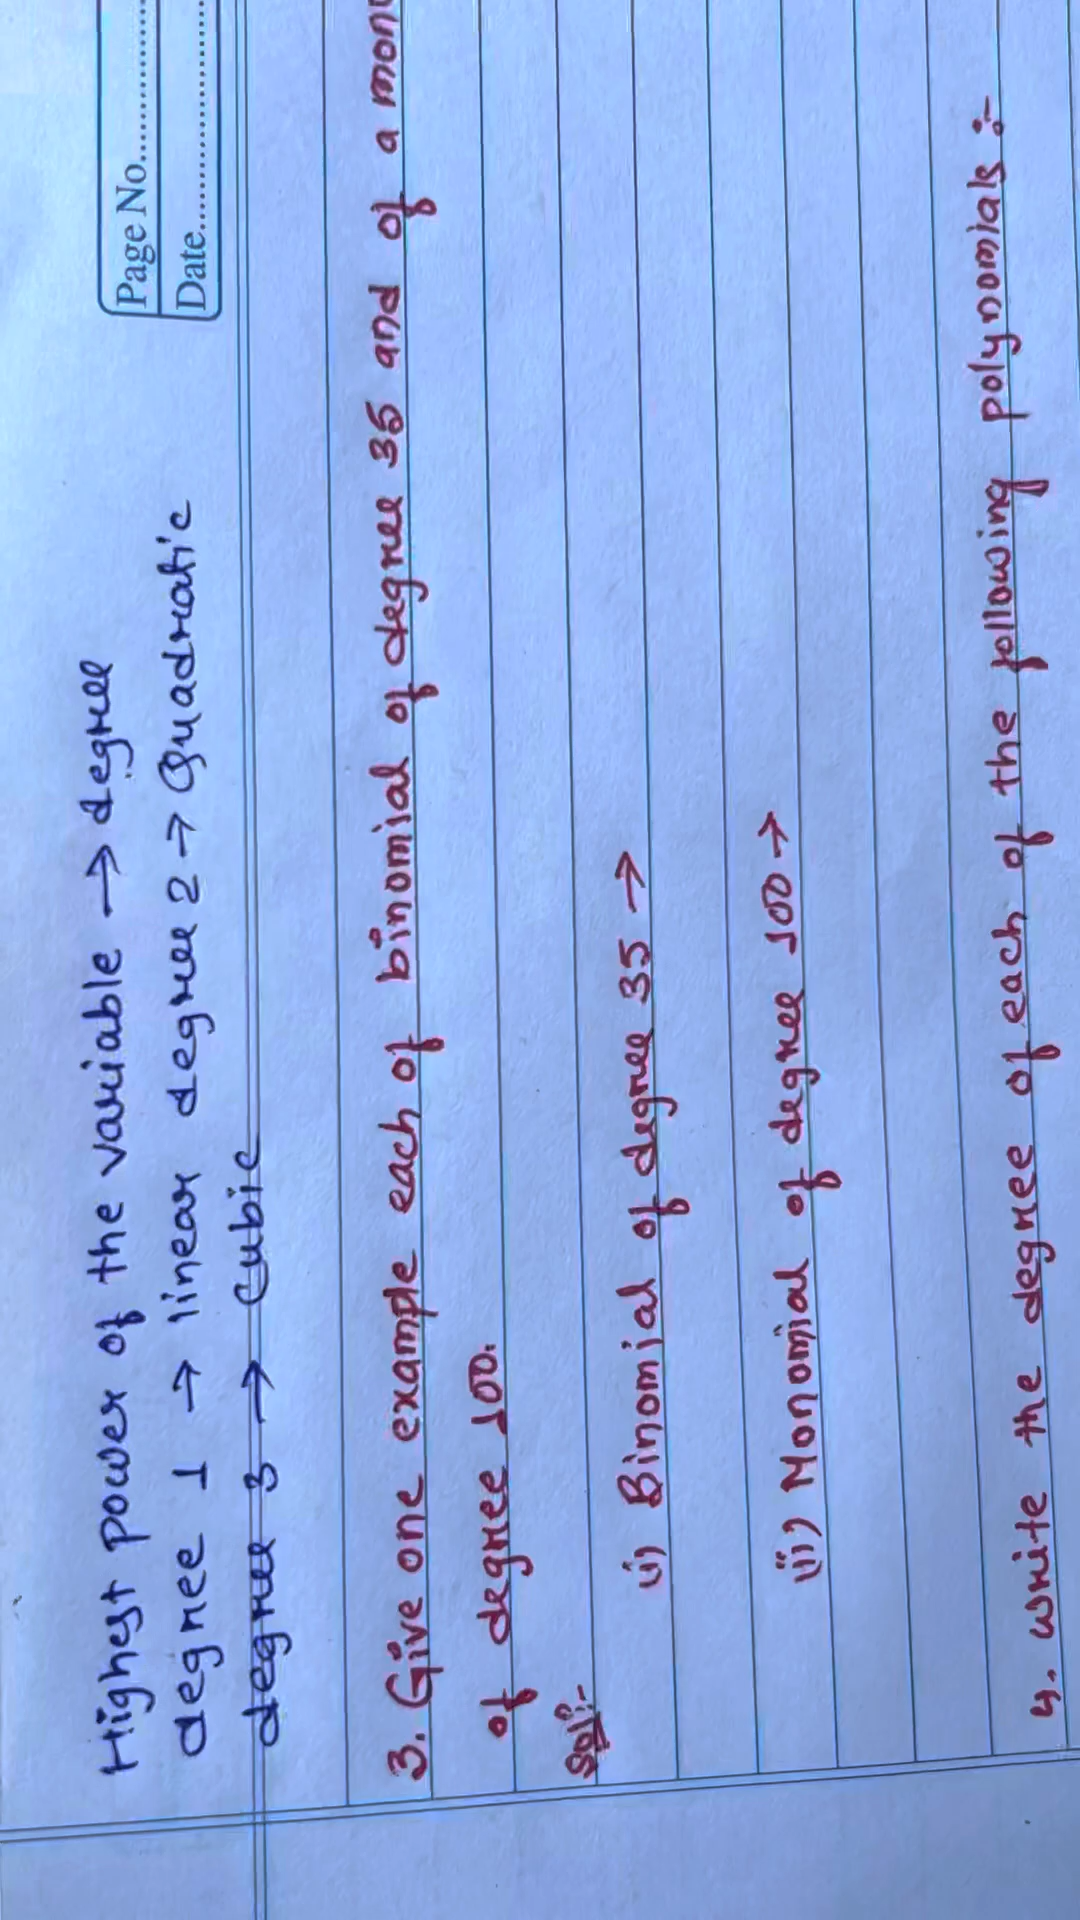 Page No.
Date
Highest power of the variable → degree
degree 1 → linear degree 2 → Quadratic
degree 3 → cubic
3. Give one example each of binomial of degree 35 and of a mon
of degree 100.
Sol:-
(i) Binomial of degree 35 →
(ii) Monomial of degree 100 →
4. write the degree of each of the following polynomials :-